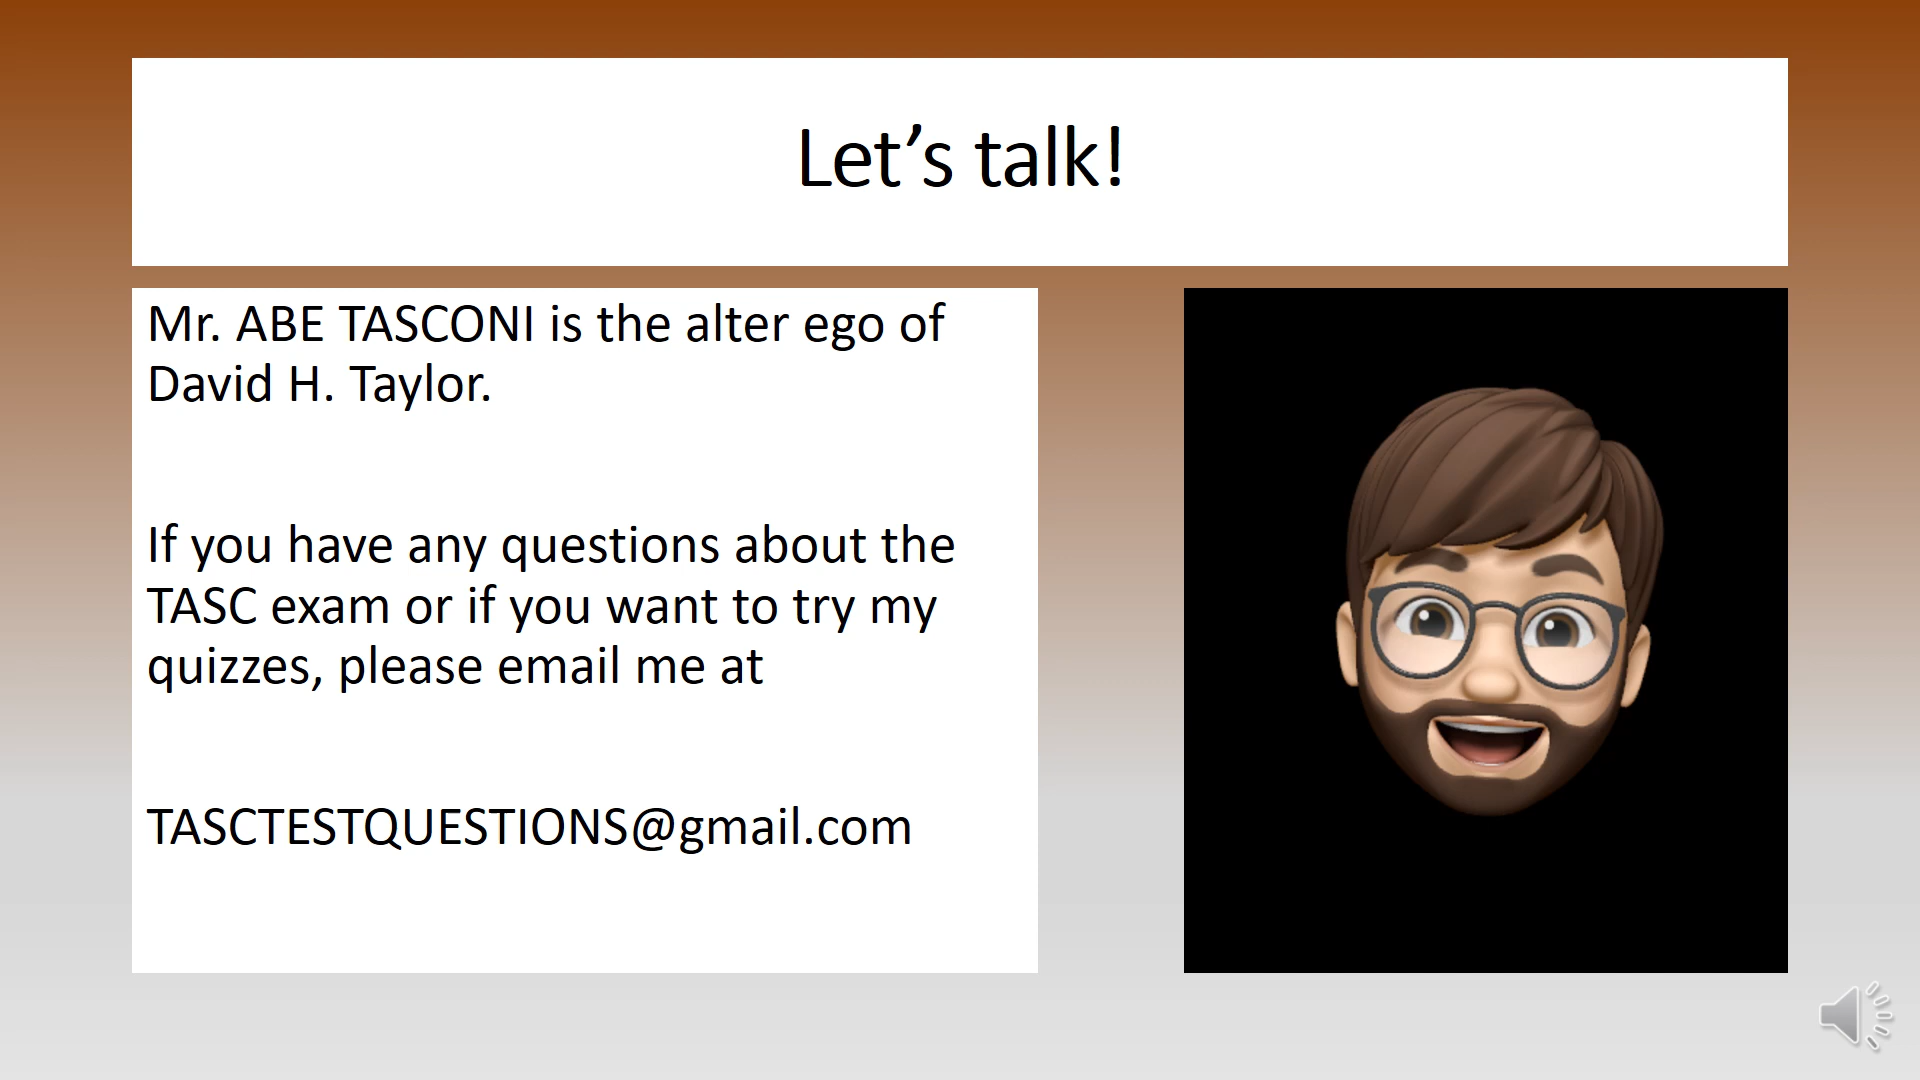 Let’s talk!
Mr. ABE TASCONI is the alter ego of
David H. Taylor.
If you have any questions about the
TASC exam or if you want to try my
quizzes, please email me at
TASCTESTQUESTIONS@gmail.com